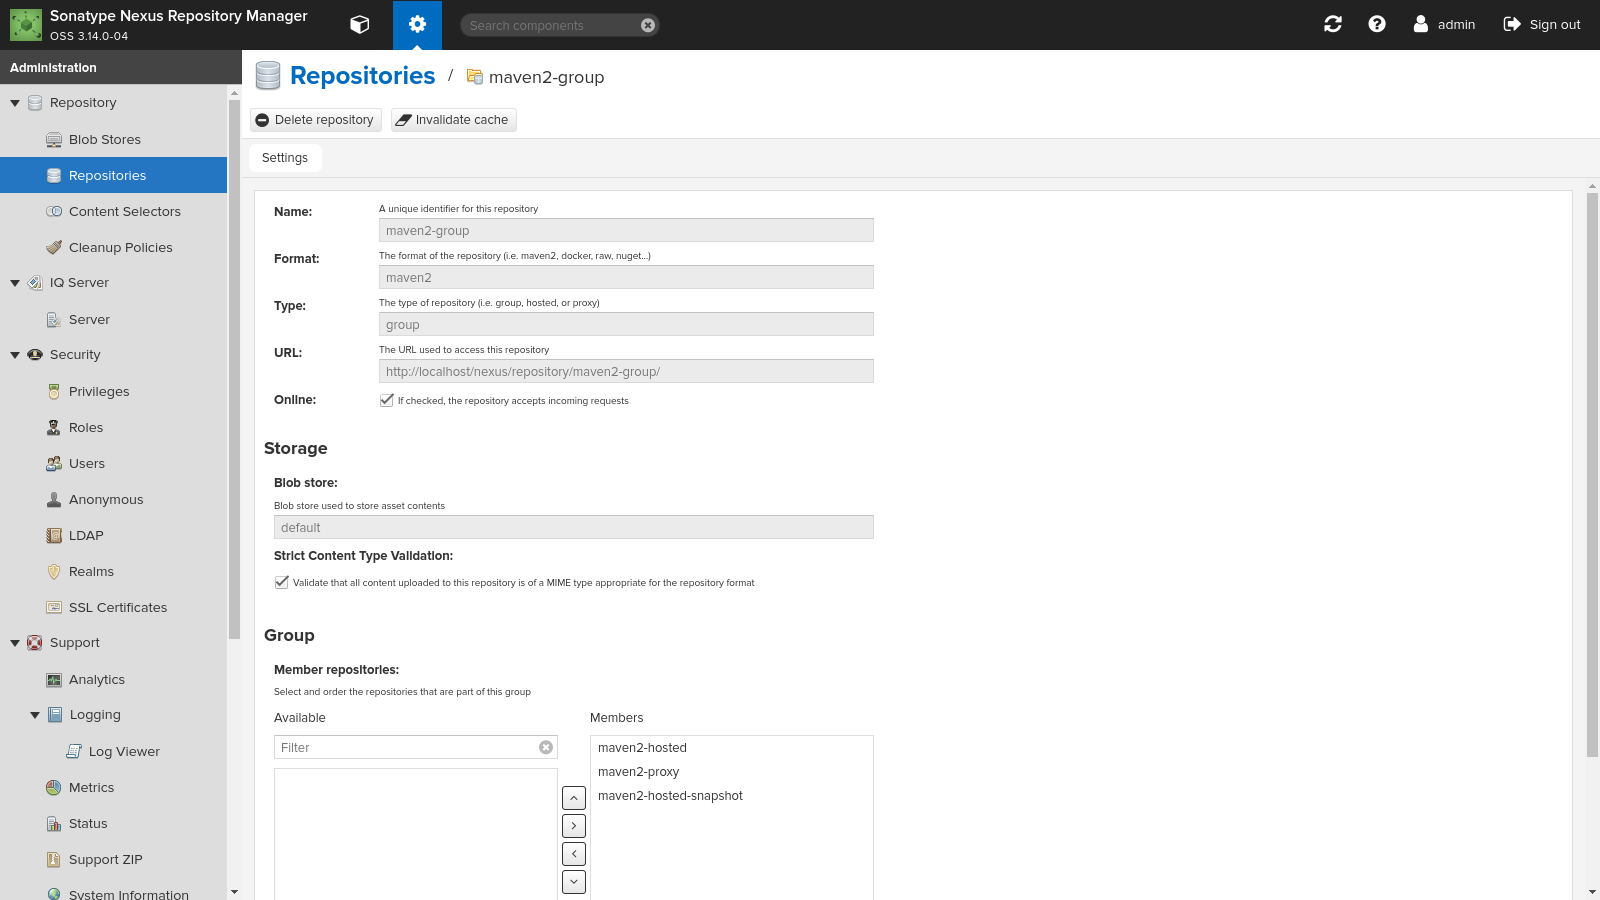 Sonatype Nexus Repository Manager
OSS 3.14.0-04
Search components
admin
Sign out
Administration
Repository
Blob Stores
Repositories
Content Selectors
Cleanup Policies
IQ Server
Server
Security
Privileges
Roles
Users
Anonymous
LDAP
Realms
SSL Certificates
Support
Analytics
Logging
Log Viewer
Metrics
Status
Support ZIP
System Information
Repositories / maven2-group
Delete repository
Invalidate cache
Settings
Name:
A unique identifier for this repository
maven2-group
Format:
The format of the repository (i.e. maven2, docker, raw, nuget...)
maven2
Type:
The type of repository (i.e. group, hosted, or proxy)
group
URL:
The URL used to access this repository
http://localhost/nexus/repository/maven2-group/
Online:
If checked, the repository accepts incoming requests
Storage
Blob store:
Blob store used to store asset contents
default
Strict Content Type Validation:
Validate that all content uploaded to this repository is of a MIME type appropriate for the repository format
Group
Member repositories:
Select and order the repositories that are part of this group
Available
Filter
Members
maven2-hosted
maven2-proxy
maven2-hosted-snapshot